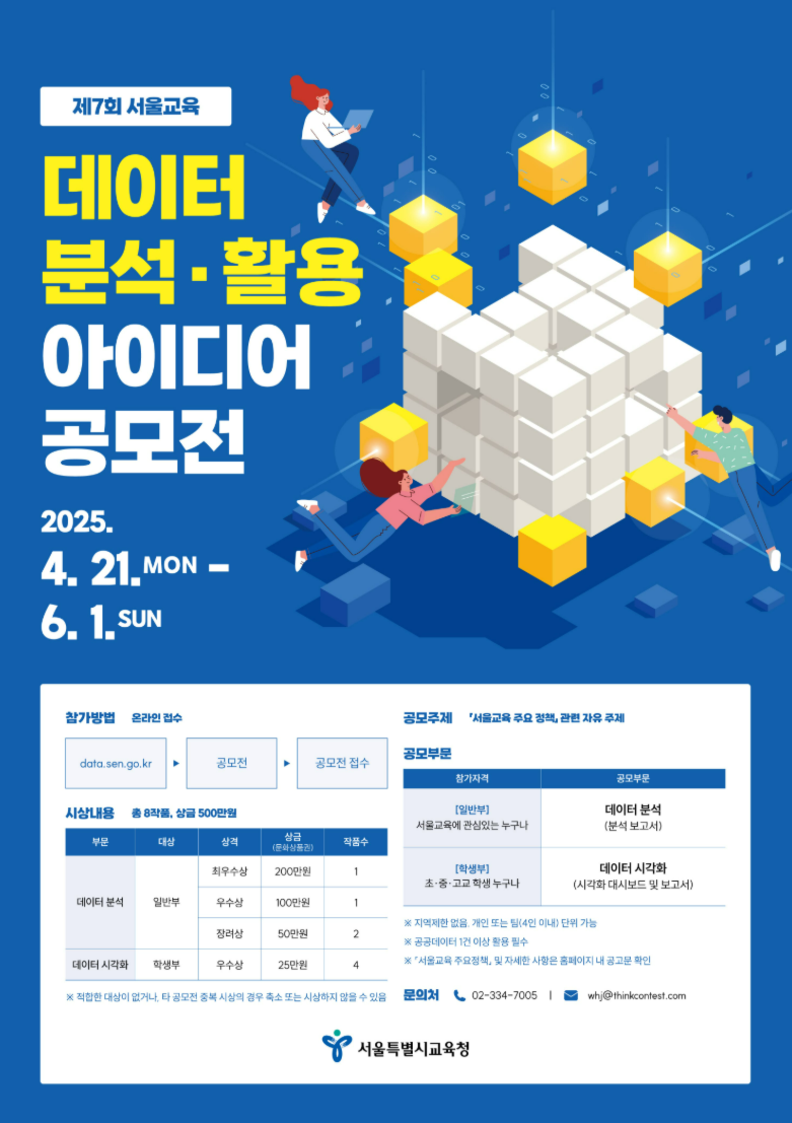 제7회 서울교육
데이터
분석·활용
아이디어
공모전
2025.
4. 21.MON –
6. 1.SUN
참가방법 온라인 접수
data.sen.go.kr ▶ 공모전 ▶ 공모전 접수
시상내용 총 8작품, 상금 500만원
부문 대상 상격 상금 (문화상품권) 작품수
데이터 분석 일반부 최우수상 200만원 1
우수상 100만원 1
장려상 50만원 2
데이터 시각화 학생부 우수상 25만원 4
※ 적합한 대상이 없거나, 타 공모전 중복 시상의 경우 축소 또는 시상하지 않을 수 있음
공모주제 「서울교육 주요 정책」 관련 자유 주제
공모부문
참가자격 공모부문
[일반부]
서울교육에 관심있는 누구나
데이터 분석
(분석 보고서)
[학생부]
초·중·고교 학생 누구나
데이터 시각화
(시각화 대시보드 및 보고서)
※ 지역제한 없음. 개인 또는 팀(4인 이내) 단위 가능
※ 공공데이터 1건 이상 활용 필수
※ 「서울교육 주요정책」 및 자세한 사항은 홈페이지 내 공고문 확인
문의처 02-334-7005 | whj@thinkcontest.com
서울특별시교육청